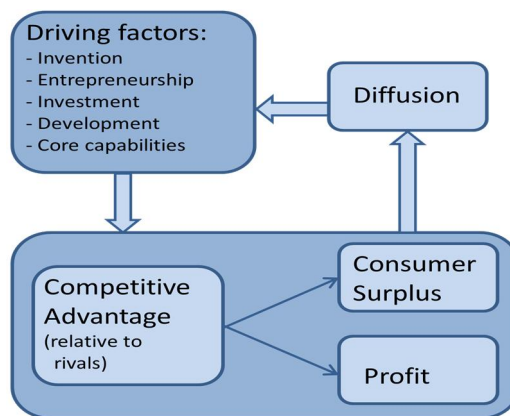 Driving factors:
- Invention
- Entrepreneurship
- Investment
- Development
- Core capabilities
Diffusion
Competitive
Advantage
(relative to
rivals)
Consumer
Surplus
Profit